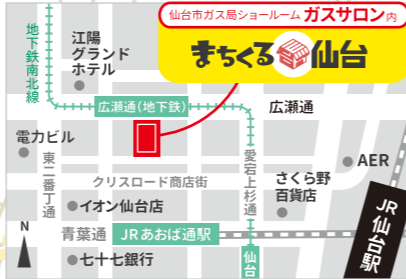 仙台市ガス局ショールーム ガスサロン内
まちくる 仙台
地下鉄南北線
江陽
グランド
ホテル
広瀬通(地下鉄)
広瀬通
電力ビル
東二番丁通
愛宕上杉通
AER
クリスロード商店街
さくら野
百貨店
イオン仙台店
JR仙台駅
N
青葉通
JRあおば通駅
仙台
七十七銀行